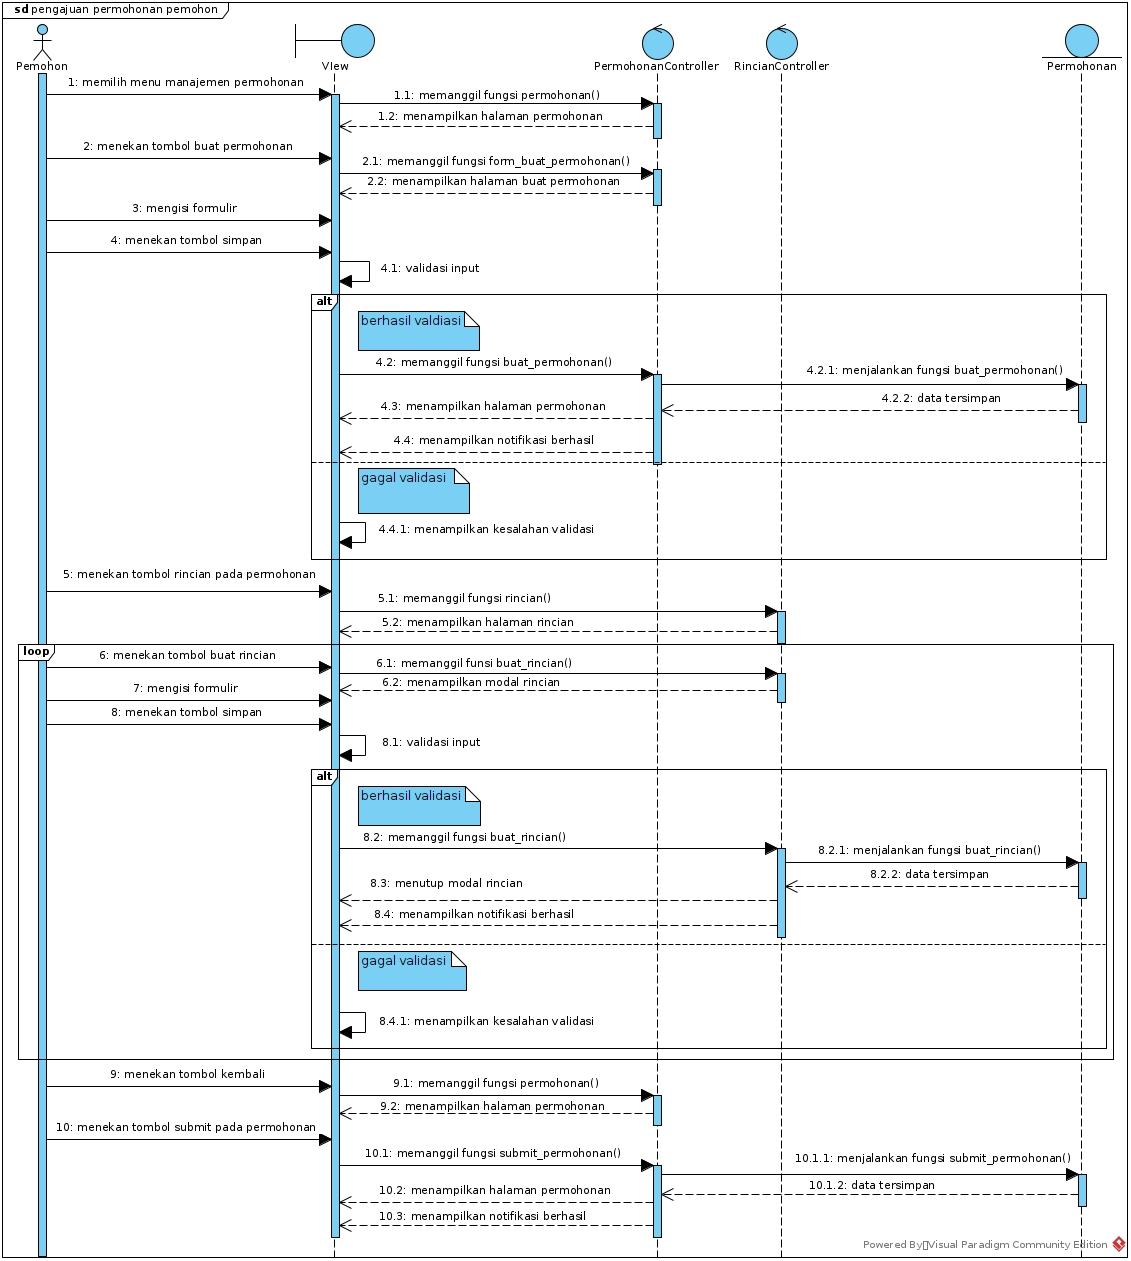 sd pengajuan permohonan pemohon
Pemohon
VIew
PermohonanController
RincianController
Permohonan
1: memilih menu manajemen permohonan
1.1: memanggil fungsi permohonan()
1.2: menampilkan halaman permohonan
2: menekan tombol buat permohonan
2.1: memanggil fungsi form_buat_permohonan()
2.2: menampilkan halaman buat permohonan
3: mengisi formulir
4: menekan tombol simpan
4.1: validasi input
alt
berhasil valdiasi
4.2: memanggil fungsi buat_permohonan()
4.2.1: menjalankan fungsi buat_permohonan()
4.2.2: data tersimpan
4.3: menampilkan halaman permohonan
4.4: menampilkan notifikasi berhasil
gagal validasi
4.4.1: menampilkan kesalahan validasi
5: menekan tombol rincian pada permohonan
5.1: memanggil fungsi rincian()
5.2: menampilkan halaman rincian
loop
6: menekan tombol buat rincian
6.1: memanggil funsi buat_rincian()
6.2: menampilkan modal rincian
7: mengisi formulir
8: menekan tombol simpan
8.1: validasi input
alt
berhasil validasi
8.2: memanggil fungsi buat_rincian()
8.2.1: menjalankan fungsi buat_rincian()
8.2.2: data tersimpan
8.3: menutup modal rincian
8.4: menampilkan notifikasi berhasil
gagal validasi
8.4.1: menampilkan kesalahan validasi
9: menekan tombol kembali
9.1: memanggil fungsi permohonan()
9.2: menampilkan halaman permohonan
10: menekan tombol submit pada permohonan
10.1: memanggil fungsi submit_permohonan()
10.1.1: menjalankan fungsi submit_permohonan()
10.1.2: data tersimpan
10.2: menampilkan halaman permohonan
10.3: menampilkan notifikasi berhasil
Powered By Visual Paradigm Community Edition